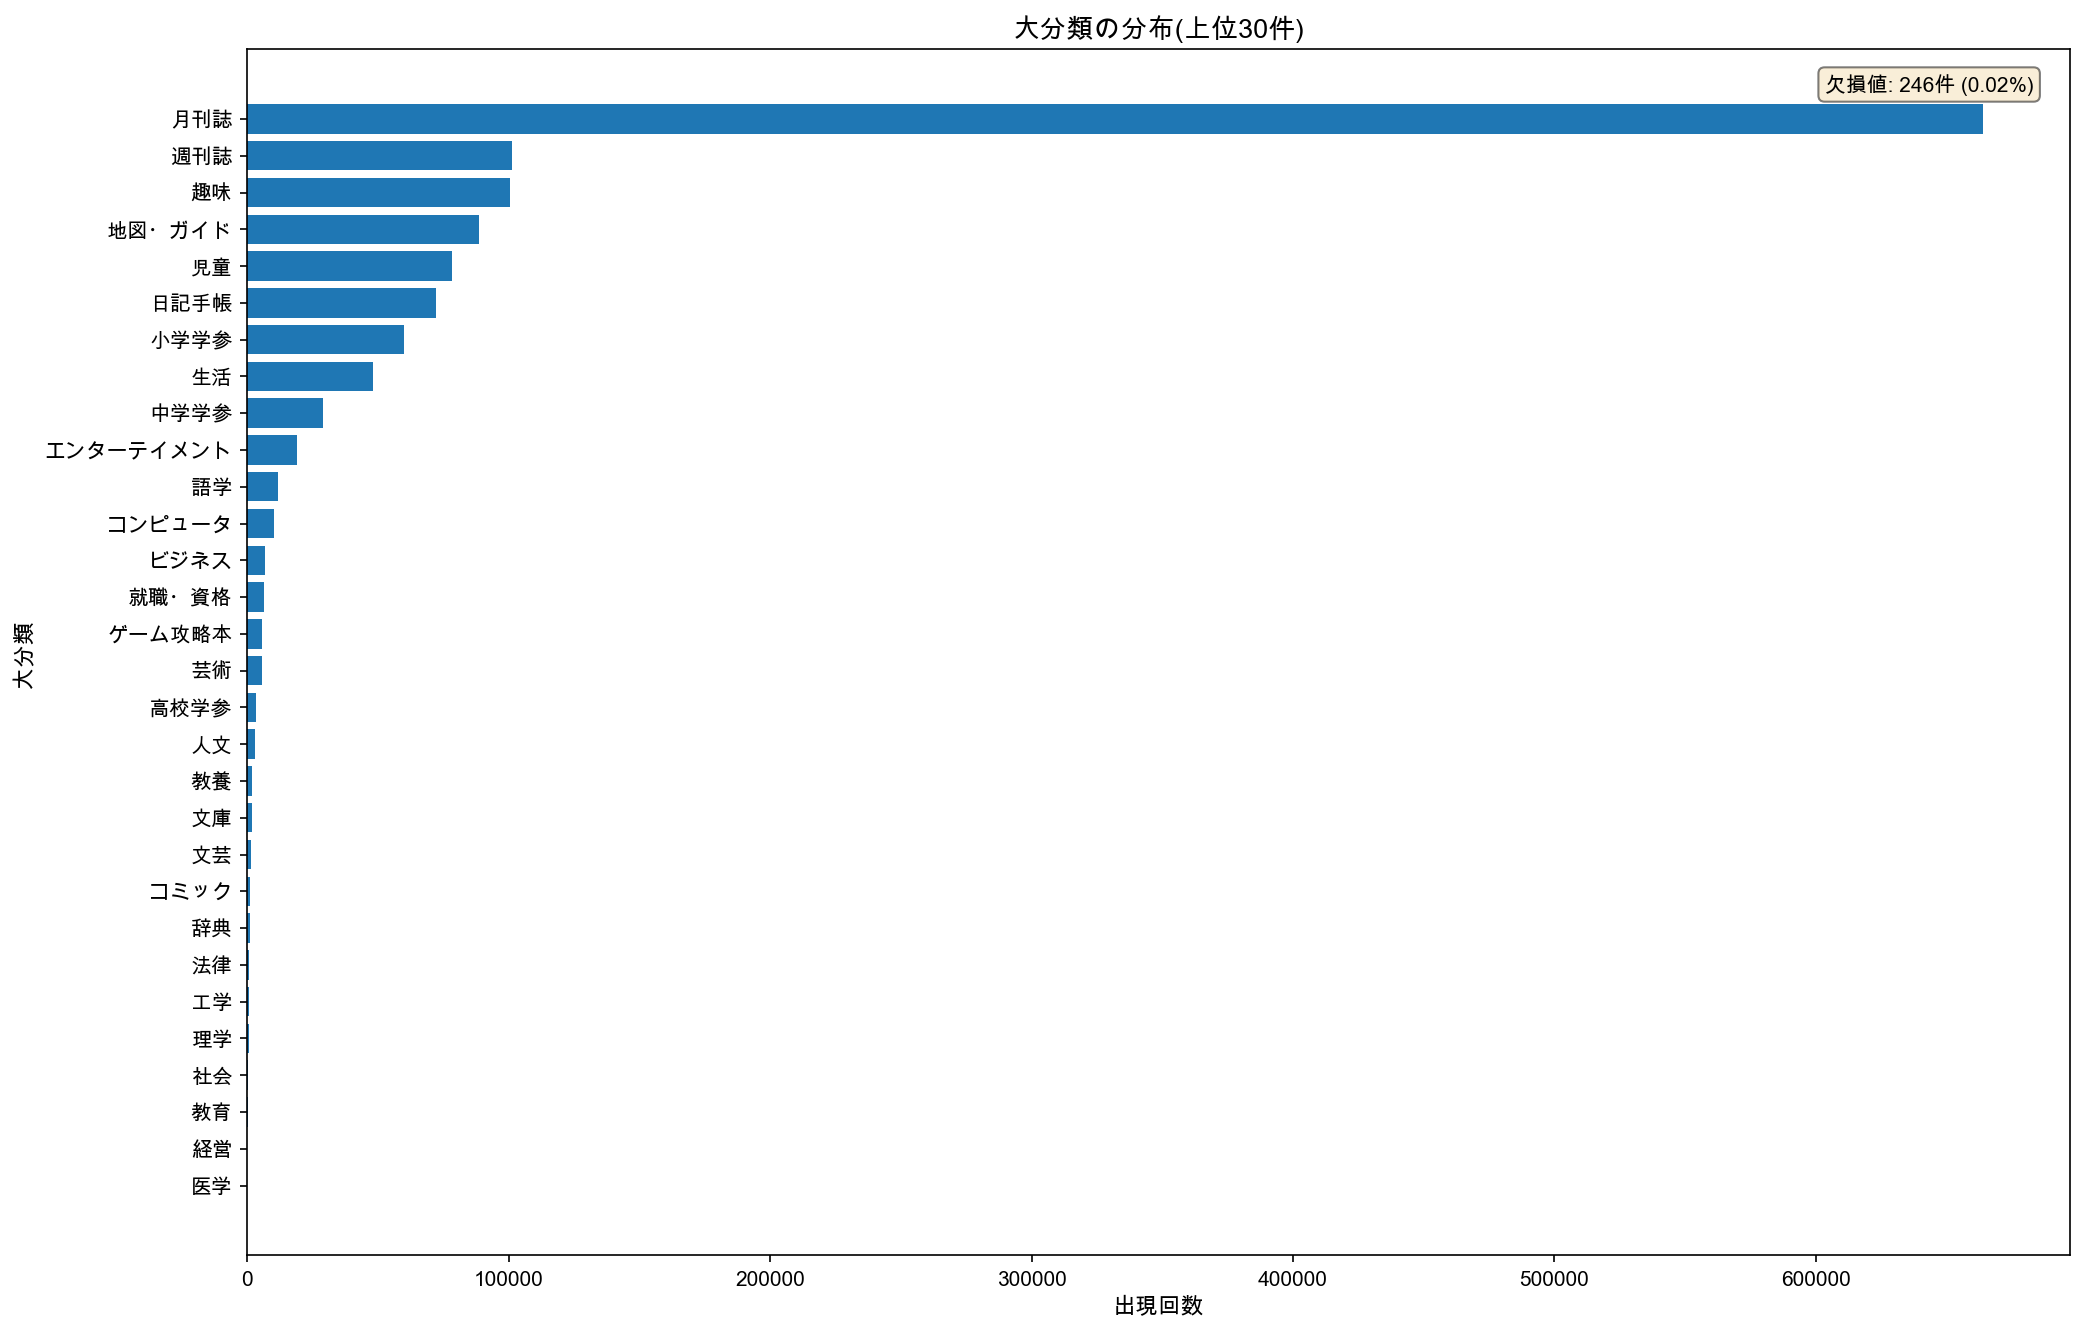 大分類の分布(上位30件)
欠損値: 246件 (0.02%)
月刊誌
週刊誌
趣味
地図・ガイド
児童
日記手帳
小学学参
生活
中学学参
エンターテイメント
語学
コンピュータ
ビジネス
就職・資格
ゲーム攻略本
芸術
高校学参
人文
教養
文庫
文芸
コミック
辞典
法律
工学
理学
社会
教育
経営
医学
大分類
0 100000 200000 300000 400000 500000 600000
出現回数